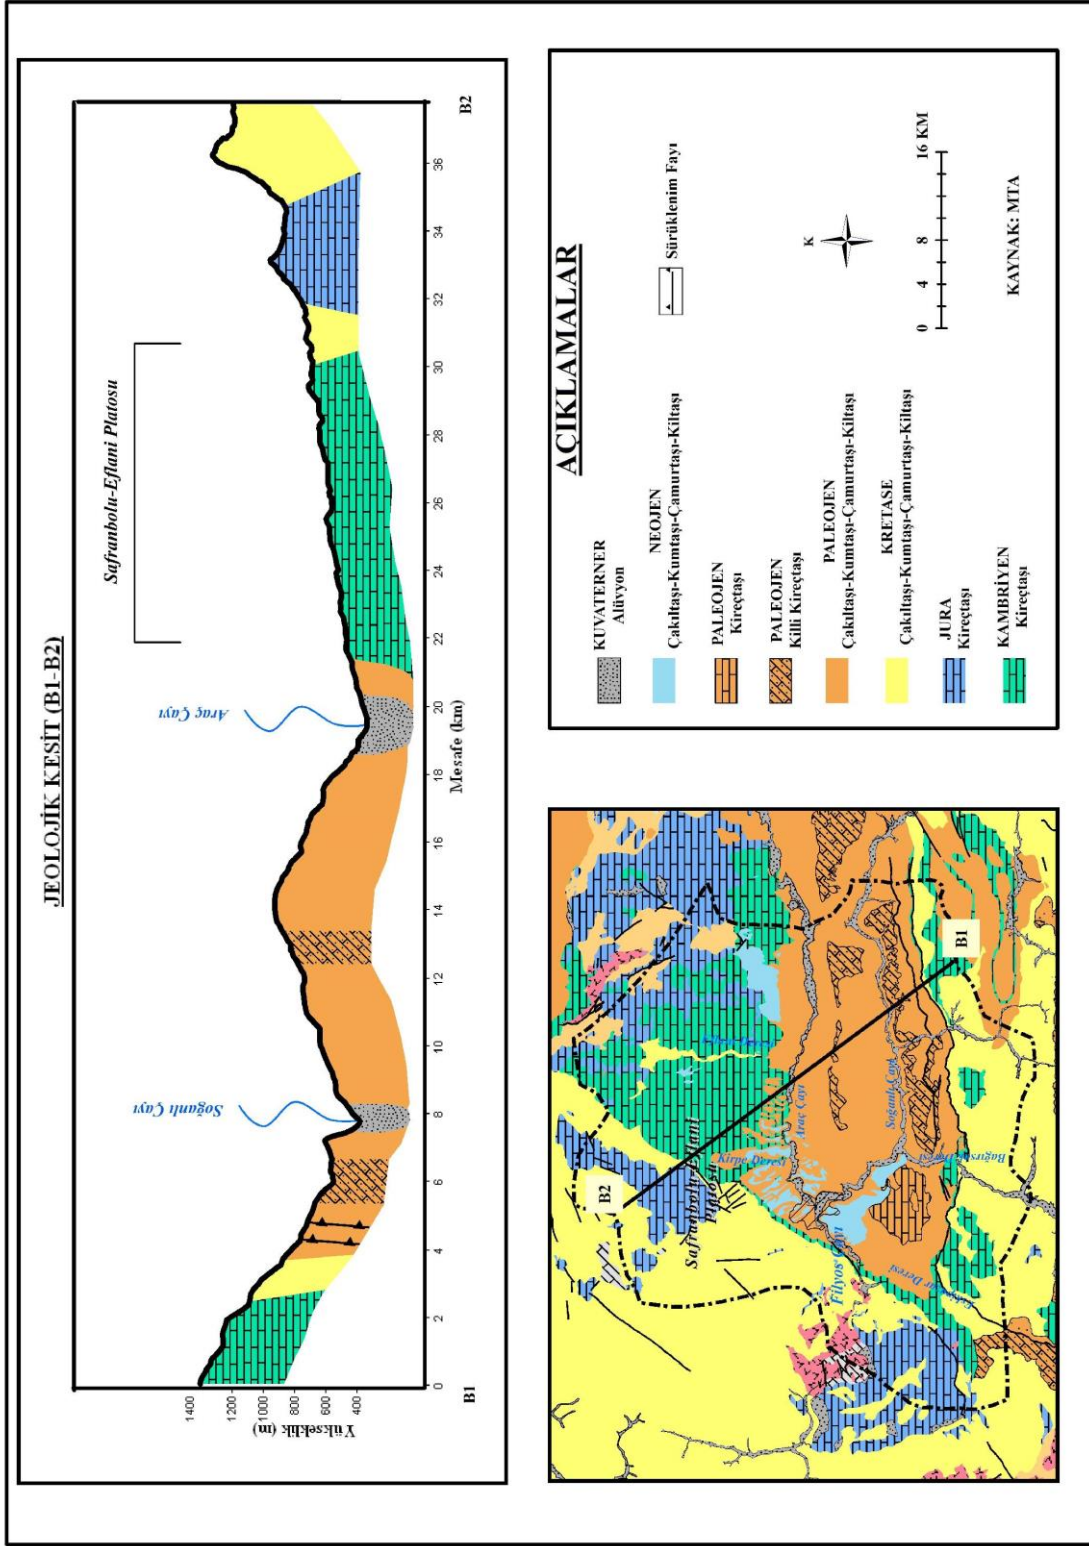 JEOLOJİK KESİT (B1-B2)
Safranbolu-Eflani Platosu
Soğanlı Çayı
Araç Çayı
Yükseklik (m)
1400
1200
1000
800
600
400
0
2
4
6
8
10
12
14
16
18
20
22
24
26
28
30
32
34
36
Mesafe (km)
B1
B2
B2
B1
Safranbolu-Eflani
Platosu
Araç Çayı
Soğanlı Çayı
Filyos Çayı
AÇIKLAMALAR
KUVATERNER
Alüvyon
NEOJEN
Çakıltaşı-Kumtaşı-Çamurtaşı-Kiltaşı
PALEOJEN
Kireçtaşı
PALEOJEN
Killi Kireçtaşı
PALEOJEN
Çakıltaşı-Kumtaşı-Çamurtaşı-Kiltaşı
KRETASE
Çakıltaşı-Kumtaşı-Çamurtaşı-Kiltaşı
JURA
Kireçtaşı
KAMBRİYEN
Kireçtaşı
Sürüklenim Fayı
K
0 4 8 16 KM
KAYNAK: MTA